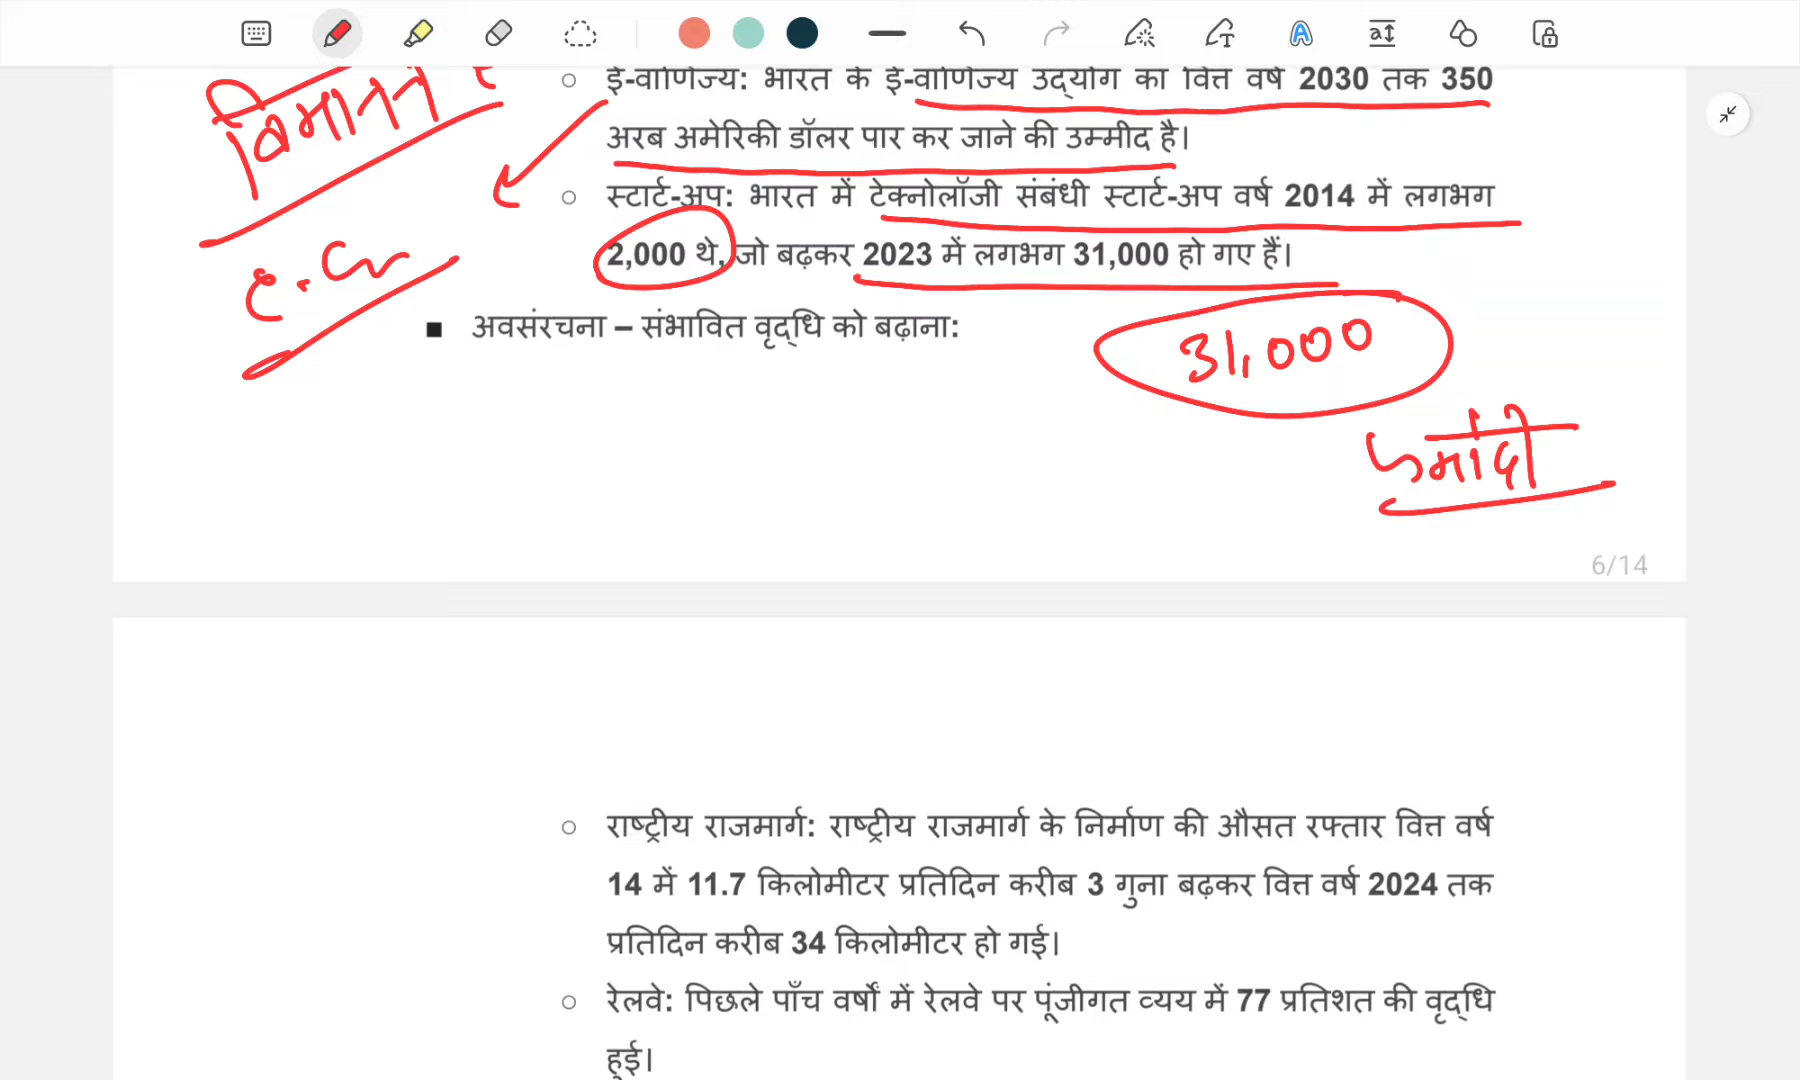 ई-वाणिज्य: भारत के ई-वाणिज्य उद्योग का वित्त वर्ष 2030 तक 350
अरब अमेरिकी डॉलर पार कर जाने की उम्मीद है।
स्टार्ट-अप: भारत में टेक्नोलॉजी संबंधी स्टार्ट-अप वर्ष 2014 में लगभग
2,000 थे, जो बढ़कर 2023 में लगभग 31,000 हो गए हैं।
अवसंरचना – संभावित वृद्धि को बढ़ाना:
31,000
6/14
राष्ट्रीय राजमार्ग: राष्ट्रीय राजमार्ग के निर्माण की औसत रफ्तार वित्त वर्ष
14 में 11.7 किलोमीटर प्रतिदिन करीब 3 गुना बढ़कर वित्त वर्ष 2024 तक
प्रतिदिन करीब 34 किलोमीटर हो गई।
रेलवे: पिछले पाँच वर्षों में रेलवे पर पूंजीगत व्यय में 77 प्रतिशत की वृद्धि
हुई।